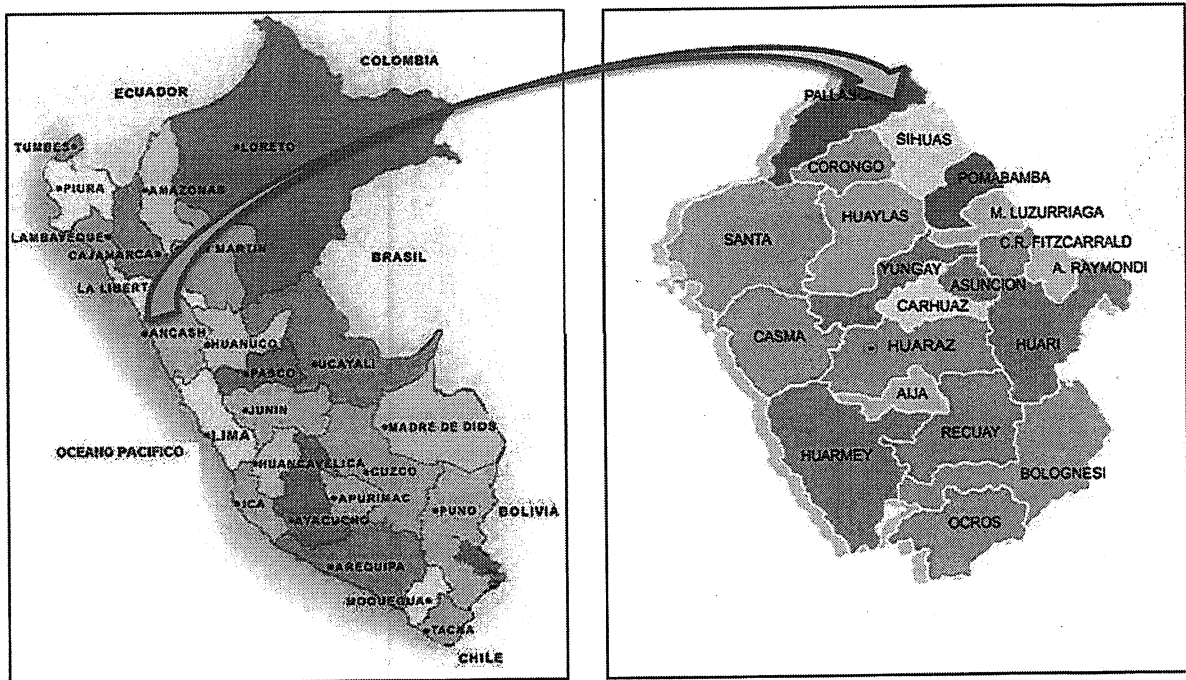 COLOMBIA
ECUADOR
TUMBES
LORETO
PIURA
AMAZONAS
LAMBAYEQUE
CAJAMARCA
MARTIN
BRASIL
LA LIBERT
ANCASH
HUANUCO
UCAYALI
PASCO
JUNIN
MADRE DE DIOS
LIMA
OCEANO PACIFICO
HUANCAVELICA
CUZCO
ICA
APURIMAC
PUNO
BOLIVIA
AYACUCHO
AREQUIPA
MOQUEGUA
TACNA
CHILE
PALLASC
SIHUAS
CORONGO
POMABAMBA
HUAYLAS
M. LUZURRIAGA
SANTA
C.R. FITZCARRALD
YUNGAY
A. RAYMONDI
ASUNCION
CARHUAZ
CASMA
HUARAZ
HUARI
AIJA
RECUAY
HUARMEY
BOLOGNESI
OCROS